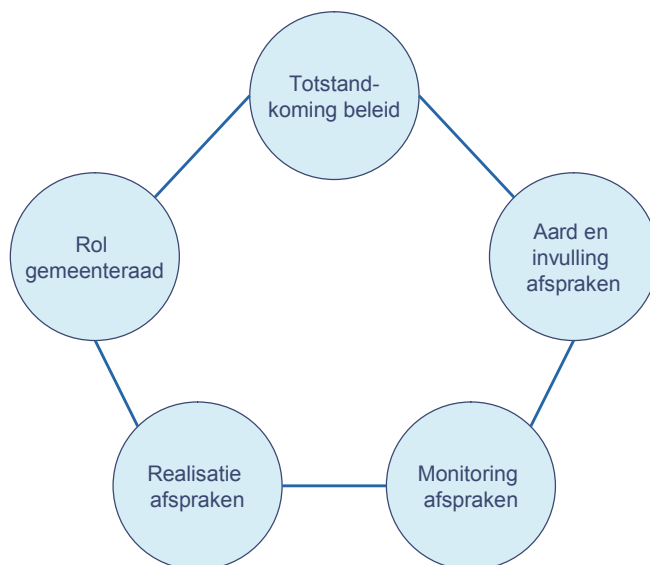 Totstand-
koming beleid
Aard en
invulling
afspraken
Monitoring
afspraken
Realisatie
afspraken
Rol
gemeenteraad